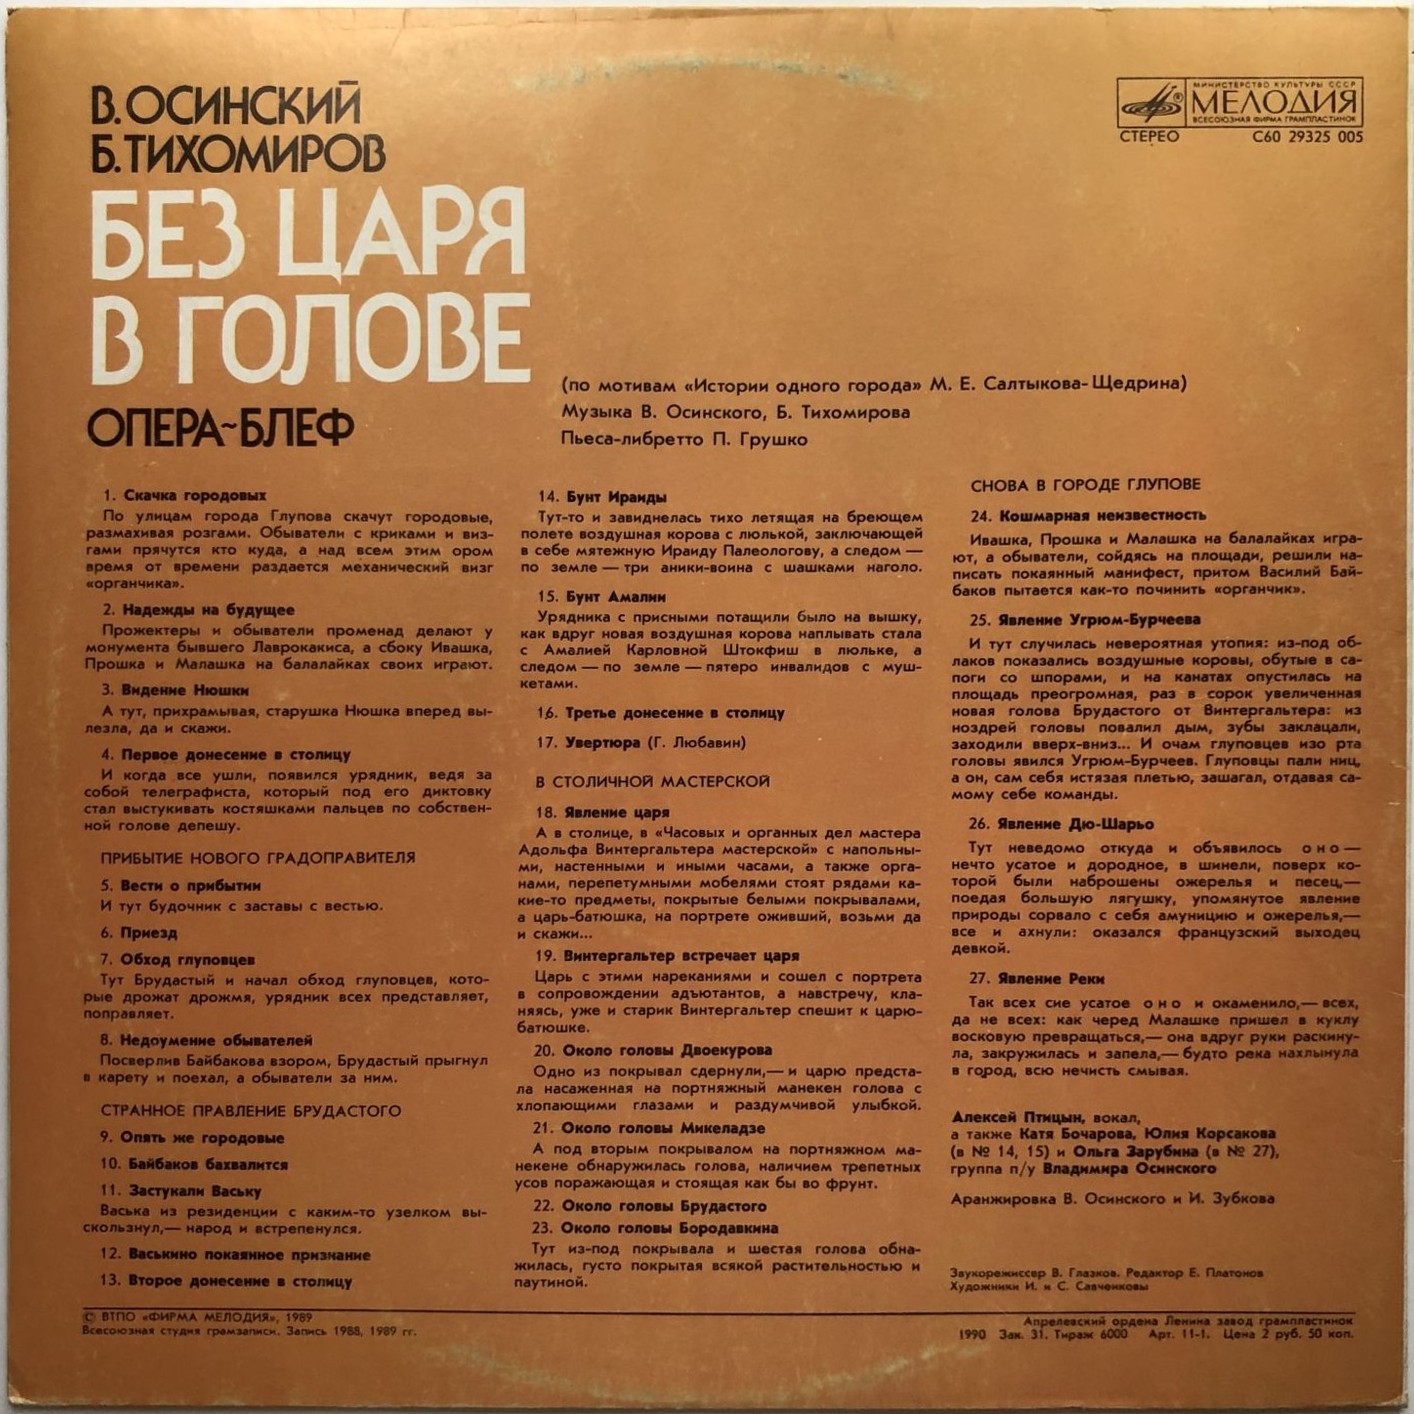 В. ОСИНСКИЙ
Б. ТИХОМИРОВ
БЕЗ ЦАРЯ
В ГОЛОВЕ
ОПЕРА~БЛЕФ
МИНИСТЕРСТВО КУЛЬТУРЫ СССР
МЕЛОДИЯ
ВСЕСОЮЗНАЯ ФИРМА ГРАМПЛАСТИНОК
СТЕРЕО С60 29325 005
(по мотивам «Истории одного города» М. Е. Салтыкова-Щедрина)
Музыка В. Осинского, Б. Тихомирова
Пьеса-либретто П. Грушко
1. Скачка городовых
По улицам города Глупова скачут городовые,
размахивая розгами. Обыватели с криками и виз-
гами прячутся кто куда, а над всем этим ором
время от времени раздается механический визг
«органчика».
2. Надежды на будущее
Прожектеры и обыватели променад делают у
монумента бывшего Лаврокакиса, а сбоку Ивашка,
Прошка и Малашка на балалайках своих играют.
3. Видение Нюшки
А тут, прихрамывая, старушка Нюшка вперед вы-
лезла, да и скажи.
4. Первое донесение в столицу
И когда все ушли, появился урядник, ведя за
собой телеграфиста, который под его диктовку
стал выстукивать костяшками пальцев по собствен-
ной голове депешу.
ПРИБЫТИЕ НОВОГО ГРАДОПРАВИТЕЛЯ
5. Вести о прибытии
И тут будочник с заставы с вестью.
6. Приезд
7. Обход глуповцев
Тут Брудастый и начал обход глуповцев, кото-
рые дрожат дрожмя, урядник всех представляет,
поправляет.
8. Недоумение обывателей
Посверлив Байбакова взором, Брудастый прыгнул
в карету и поехал, а обыватели за ним.
СТРАННОЕ ПРАВЛЕНИЕ БРУДАСТОГО
9. Опять же городовые
10. Байбаков бахвалится
11. Застукали Ваську
Васька из резиденции с каким-то узелком вы-
скользнул,— народ и встрепенулся.
12. Васькино покаянное признание
13. Второе донесение в столицу
14. Бунт Ираиды
Тут-то и завиднелась тихо летящая на бреющем
полете воздушная корова с люлькой, заключающей
в себе мятежную Ираиду Палеологову, а следом —
по земле — три аники-воина с шашками наголо.
15. Бунт Амалии
Урядника с присными потащили было на вышку,
как вдруг новая воздушная корова наплывать стала
с Амалией Карловной Штокфиш в люльке, а
следом — по земле — пятеро инвалидов с муш-
кетами.
16. Третье донесение в столицу
17. Увертюра (Г. Любавин)
В СТОЛИЧНОЙ МАСТЕРСКОЙ
18. Явление царя
А в столице, в «Часовых и органных дел мастера
Адольфа Винтергальтера мастерской» с напольны-
ми, настенными и иными часами, а также орга-
нами, перепетумными мобелями стоят рядами ка-
кие-то предметы, покрытые белыми покрывалами,
а царь-батюшка, на портрете оживший, возьми да
и скажи...
19. Винтергальтер встречает царя
Царь с этими нареканиями и сошел с портрета
в сопровождении адъютантов, а навстречу, кла-
няясь, уже и старик Винтергальтер спешит к царю-
батюшке.
20. Около головы Двоекурова
Одно из покрывал сдернули,— и царю предста-
ла насаженная на портняжный манекен голова с
хлопающими глазами и раздумчивой улыбкой.
21. Около головы Микеладзе
А под вторым покрывалом на портняжном ма-
некене обнаружилась голова, наличием трепетных
усов поражающая и стоящая как бы во фрунт.
22. Около головы Брудастого
23. Около головы Бородавкина
Тут из-под покрывала и шестая голова обна-
жилась, густо покрытая всякой растительностью и
паутиной.
СНОВА В ГОРОДЕ ГЛУПОВЕ
24. Кошмарная неизвестность
Ивашка, Прошка и Малашка на балалайках игра-
ют, а обыватели, сойдясь на площади, решили на-
писать покаянный манифест, притом Василий Бай-
баков пытается как-то починить «органчик».
25. Явление Угрюм-Бурчеева
И тут случилась невероятная утопия: из-под об-
лаков показались воздушные коровы, обутые в са-
поги со шпорами, и на канатах опустилась на
площадь преогромная, раз в сорок увеличенная
новая голова Брудастого от Винтергальтера: из
ноздрей головы повалил дым, зубы заклацали,
заходили вверх-вниз... И очам глуповцев изо рта
головы явился Угрюм-Бурчеев. Глуповцы пали ниц,
а он, сам себя истязая плетью, зашагал, отдавая са-
мому себе команды.
26. Явление Дю-Шарьо
Тут неведомо откуда и объявилось оно—
нечто усатое и дородное, в шинели, поверх ко-
торой были наброшены ожерелья и песец,—
поедая большую лягушку, упомянутое явление
природы сорвало с себя амуницию и ожерелья,—
все и ахнули: оказался французский выходец
девкой.
27. Явление Реки
Так всех сие усатое оно и окаменило,— всех,
да не всех: как черед Малашке пришел в куклу
восковую превращаться,— она вдруг руки раскину-
ла, закружилась и запела,— будто река нахлынула
в город, всю нечисть смывая.
Алексей Птицын, вокал,
а также Катя Бочарова, Юлия Корсакова
(в № 14, 15) и Ольга Зарубина (в № 27),
группа п/у Владимира Осинского
Аранжировка В. Осинского и И. Зубкова
Звукорежиссер В. Глазков. Редактор Е. Платонов
Художники И. и С. Савченковы
© ВТПО «ФИРМА МЕЛОДИЯ», 1989
Всесоюзная студия грамзаписи. Запись 1988, 1989 гг.
Апрелевский ордена Ленина завод грампластинок
1990 Зак. 31. Тираж 6000 Арт. 11-1. Цена 2 руб. 50 коп.